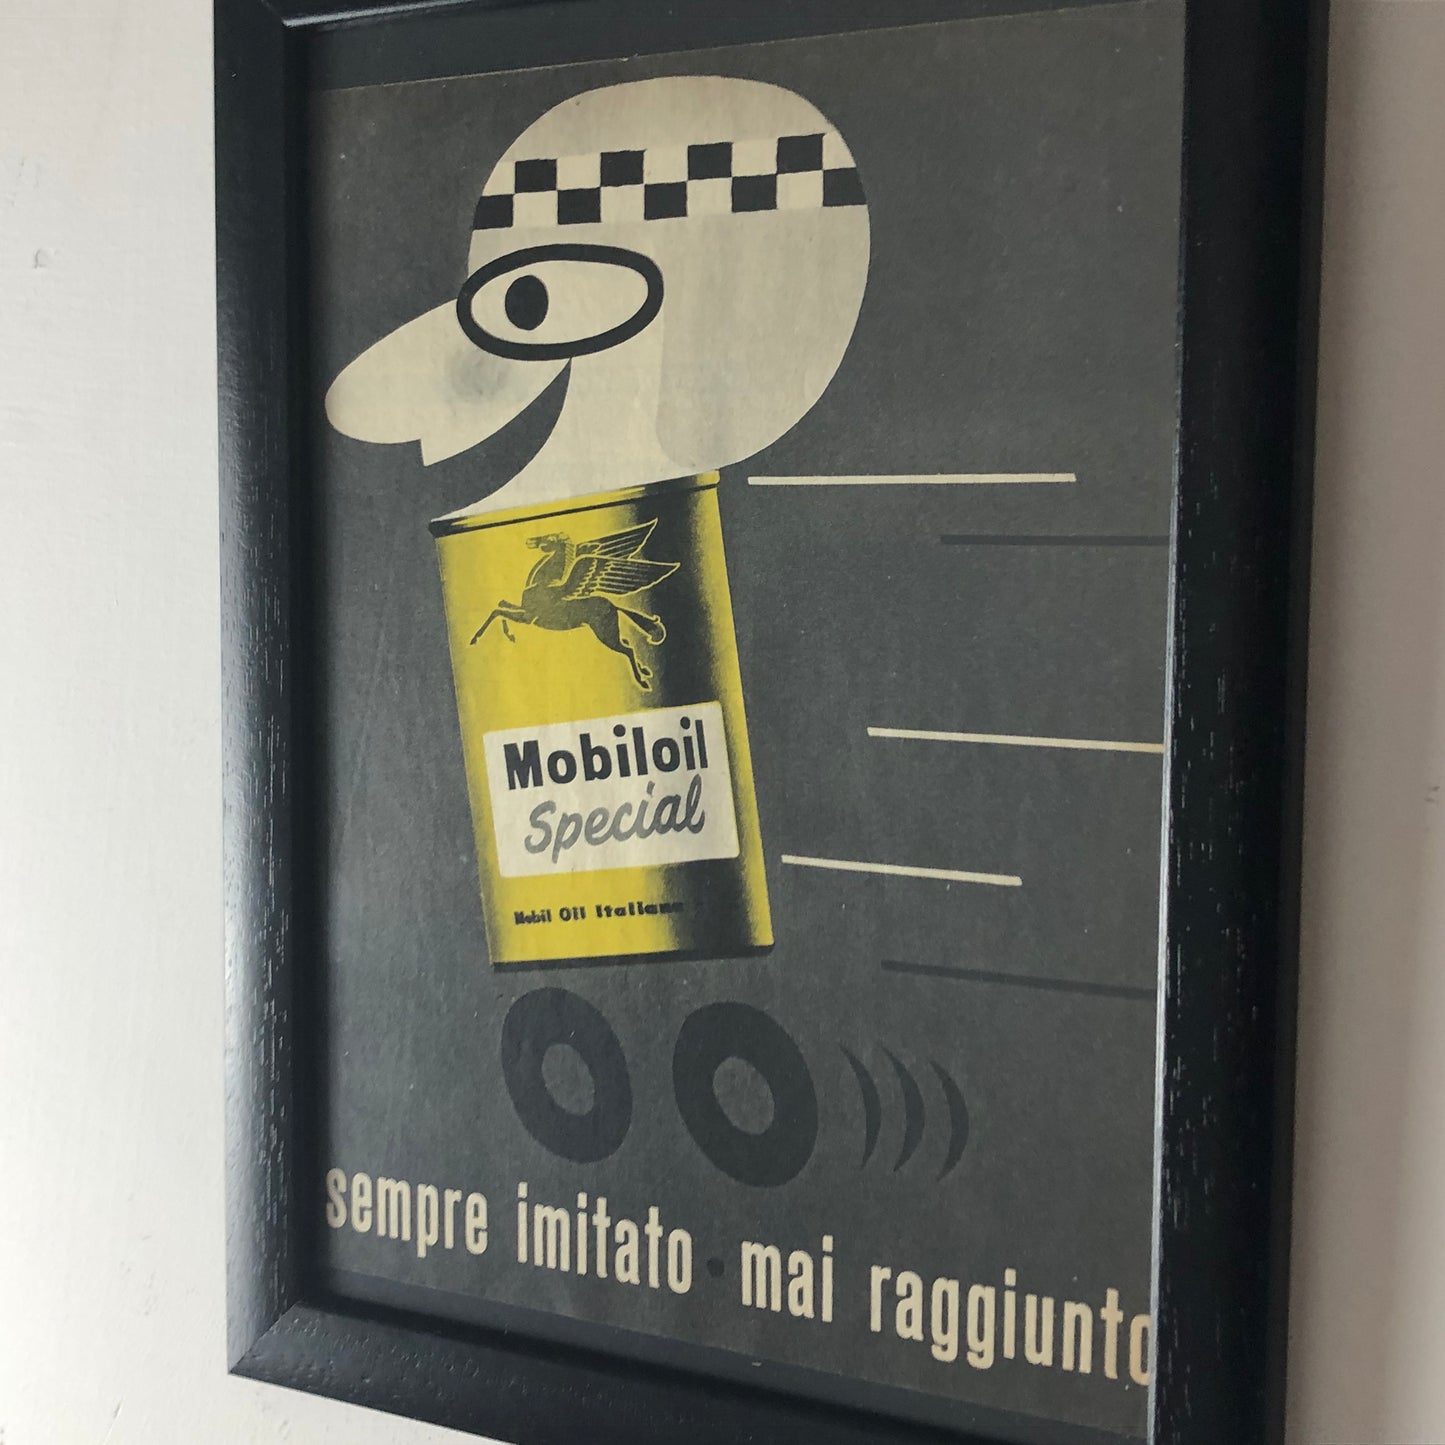 Mobiloil
Special
Mobil Oil Italiana
sempre imitato • mai raggiunto